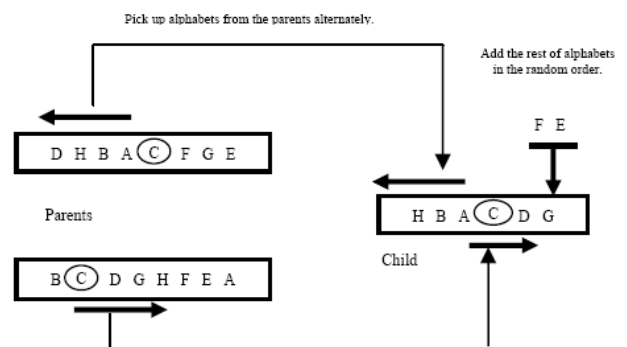 Pick up alphabets from the parents alternately.
Add the rest of alphabets
in the random order.
F E
D H B A C F G E
H B A C D G
Parents
Child
B C D G H F E A